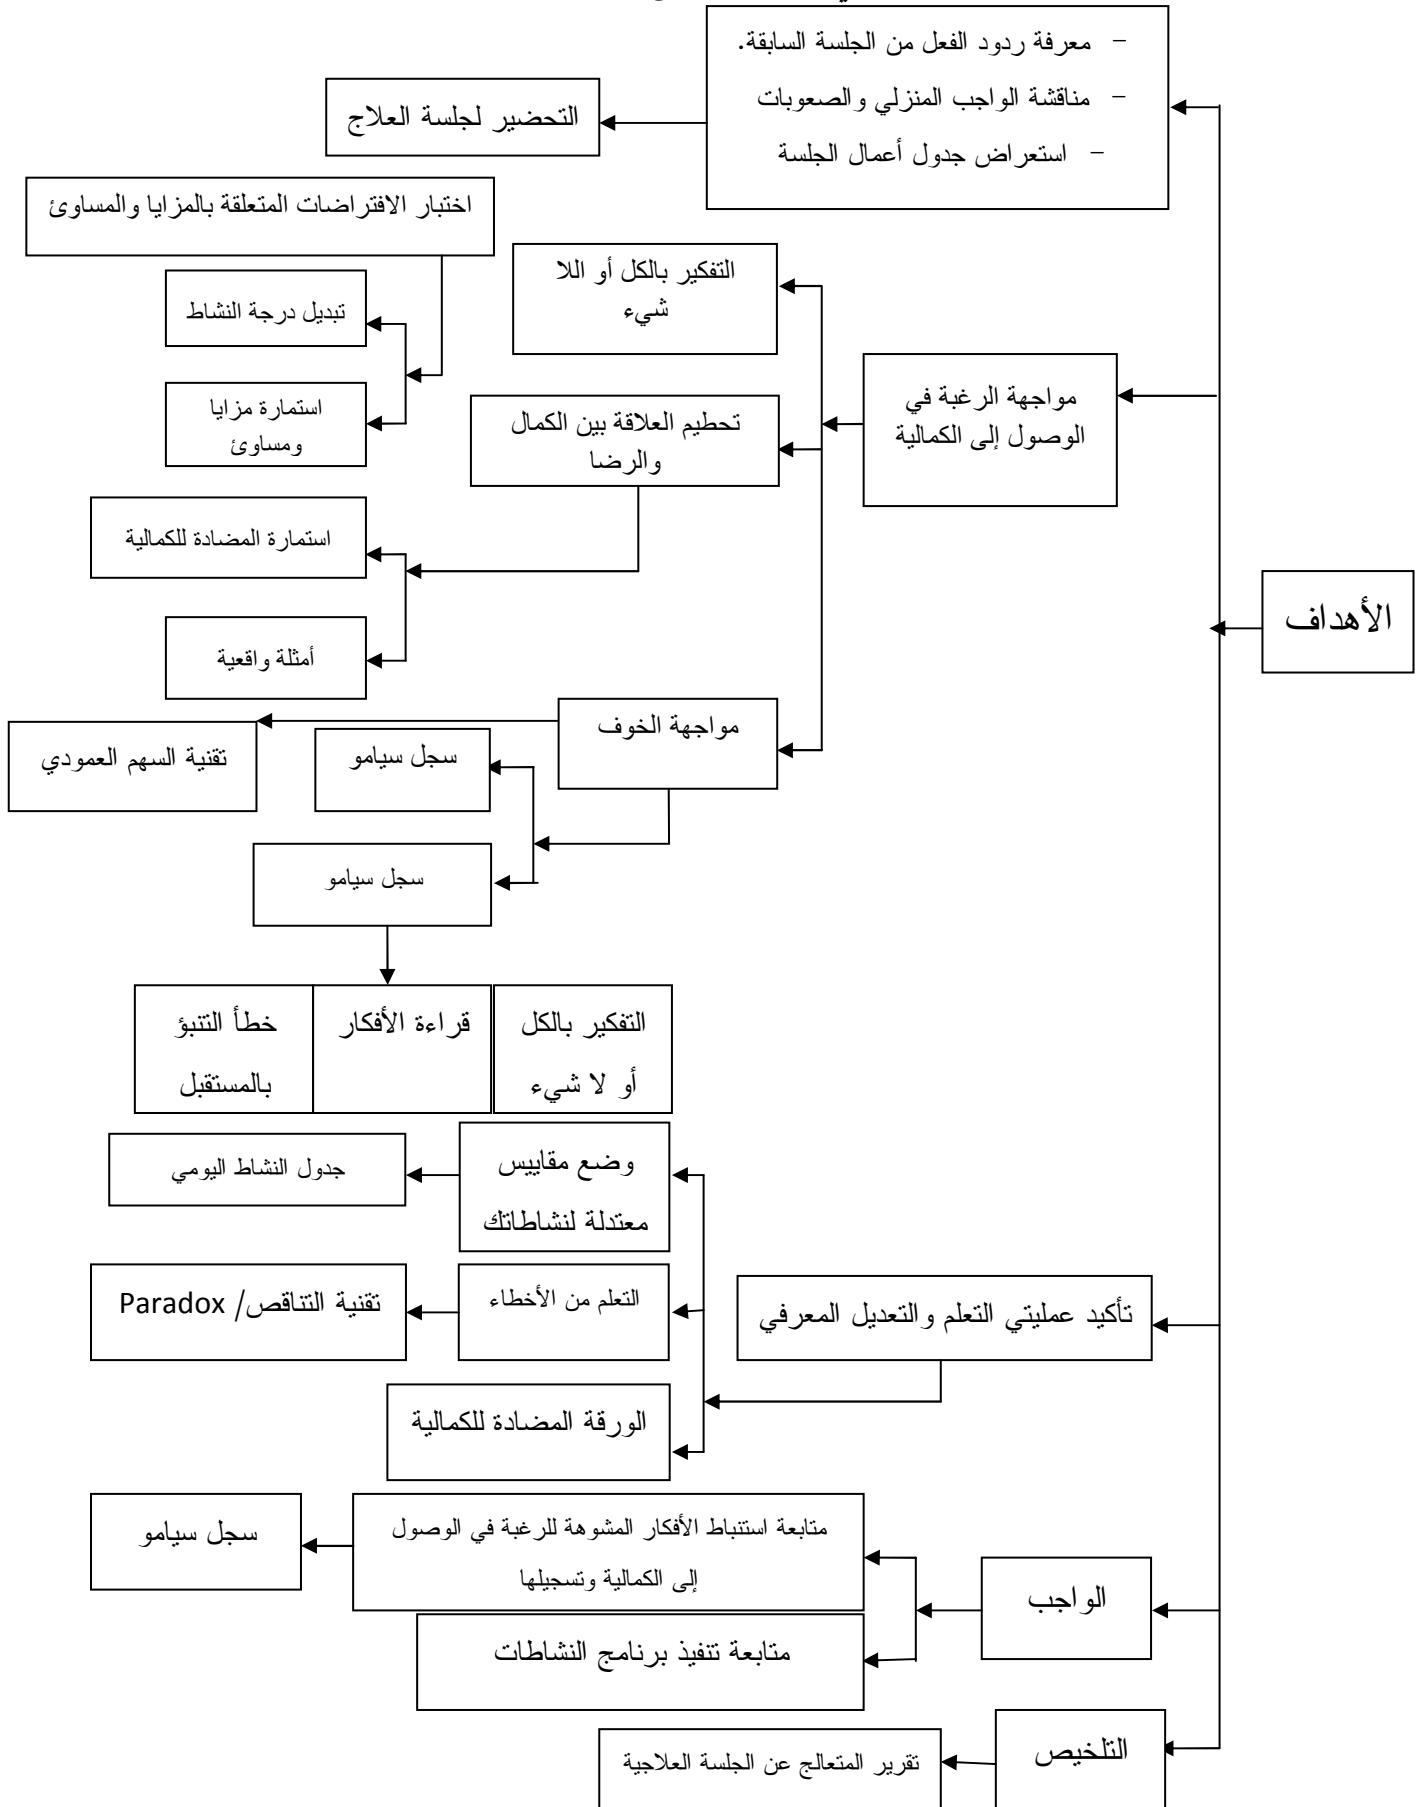 - معرفة ردود الفعل من الجلسة السابقة.
- مناقشة الواجب المنزلي والصعوبات
- استعراض جدول أعمال الجلسة
التحضير لجلسة العلاج
اختبار الافتراضات المتعلقة بالمزايا والمساوئ
التفكير بالكل أو اللا
شيء
تبديل درجة النشاط
استمارة مزايا
ومساوئ
مواجهة الرغبة في
الوصول إلى الكمالية
تحطيم العلاقة بين الكمال
والرضا
استمارة المضادة للكمالية
أمثلة واقعية
الأهداف
مواجهة الخوف
تقنية السهم العمودي
سجل سيامو
سجل سيامو
التفكير بالكل
أو لا شيء
قراءة الأفكار
خطأ التنبؤ
بالمستقبل
وضع مقاييس
معتدلة لنشاطاتك
جدول النشاط اليومي
تأكيد عمليتي التعلم والتعديل المعرفي
التعلم من الأخطاء
تقنية التناقص/ Paradox
الورقة المضادة للكمالية
متابعة استنباط الأفكار المشوهة للرغبة في الوصول
إلى الكمالية وتسجيلها
سجل سيامو
الواجب
متابعة تنفيذ برنامج النشاطات
التلخيص
تقرير المتعالج عن الجلسة العلاجية